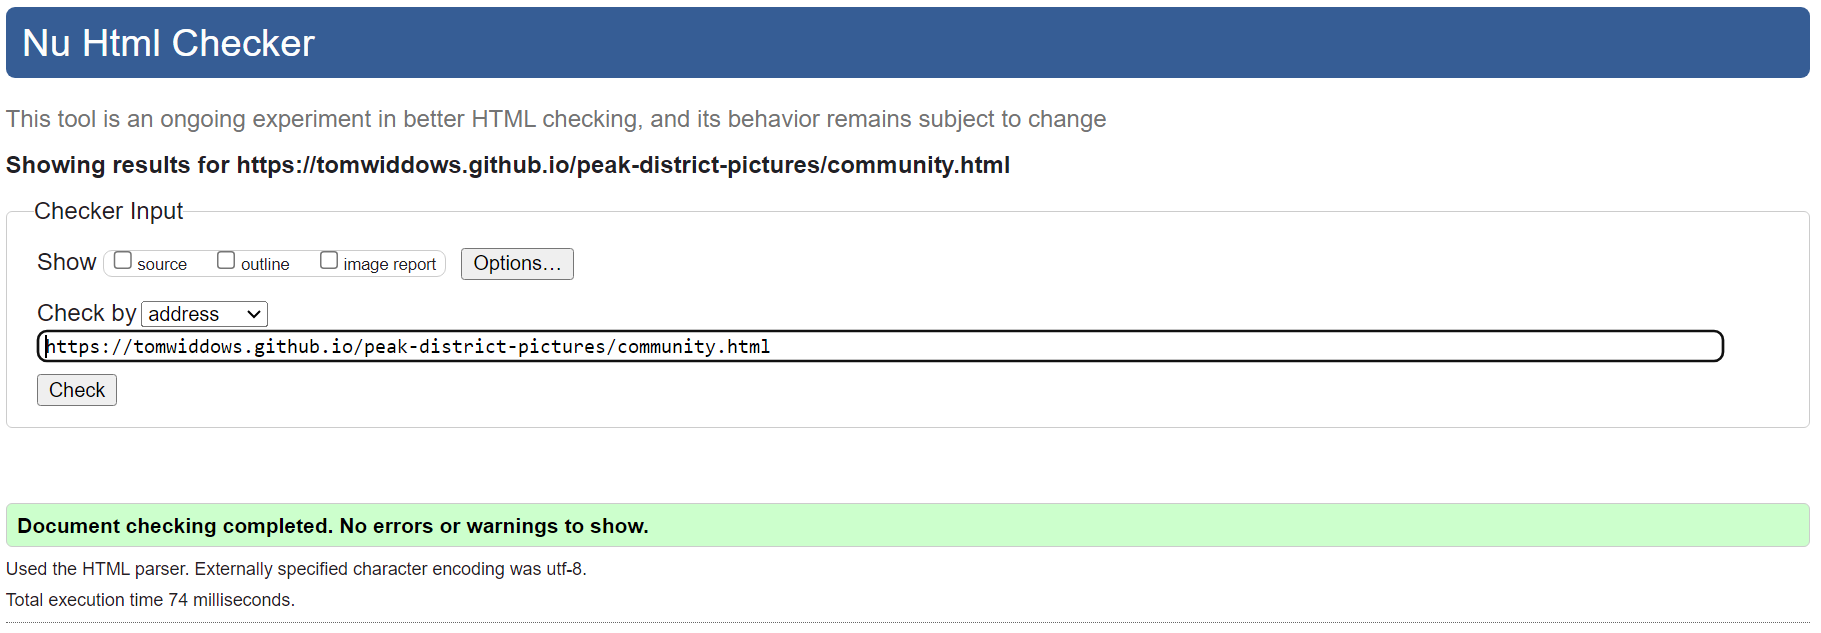 Nu Html Checker
This tool is an ongoing experiment in better HTML checking, and its behavior remains subject to change
Showing results for https://tomwiddows.github.io/peak-district-pictures/community.html
Checker Input
Show source outline image report Options...
Check by address
https://tomwiddows.github.io/peak-district-pictures/community.html
Check
Document checking completed. No errors or warnings to show.
Used the HTML parser. Externally specified character encoding was utf-8.
Total execution time 74 milliseconds.